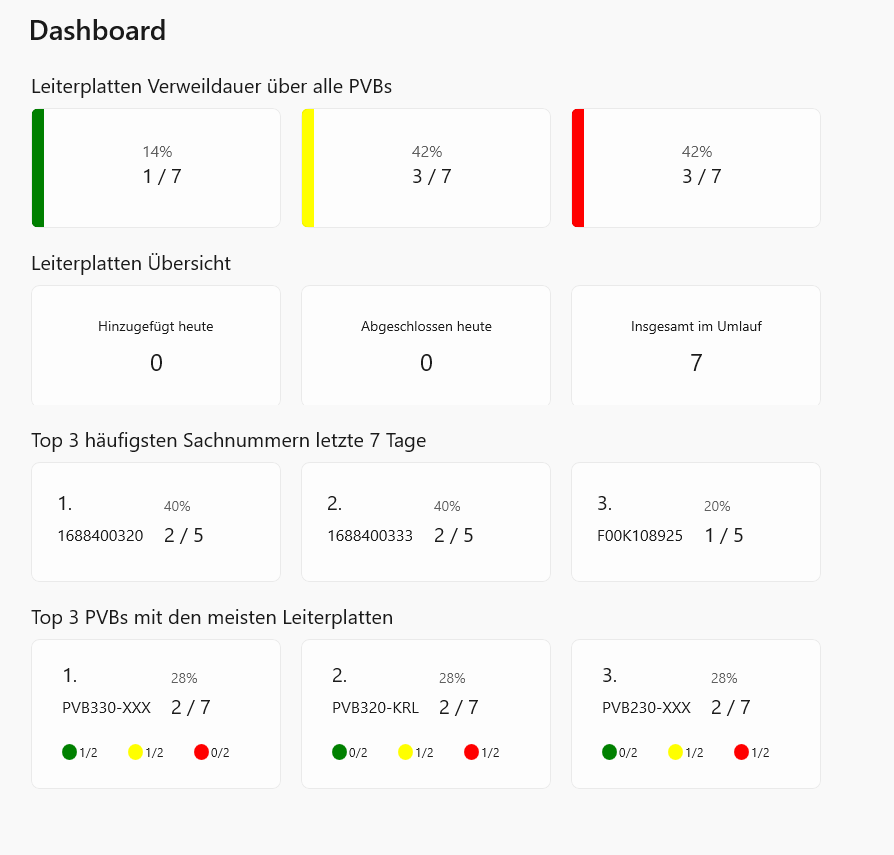 Dashboard
Leiterplatten Verweildauer über alle PVBs
14%
1 / 7
42%
3 / 7
42%
3 / 7
Leiterplatten Übersicht
Hinzugefügt heute
0
Abgeschlossen heute
0
Insgesamt im Umlauf
7
Top 3 häufigsten Sachnummern letzte 7 Tage
1.
40%
1688400320
2 / 5
2.
40%
1688400333
2 / 5
3.
20%
F00K108925
1 / 5
Top 3 PVBs mit den meisten Leiterplatten
1.
28%
PVB330-XXX
2 / 7
1/2
1/2
0/2
2.
28%
PVB320-KRL
2 / 7
0/2
1/2
1/2
3.
28%
PVB230-XXX
2 / 7
0/2
1/2
1/2